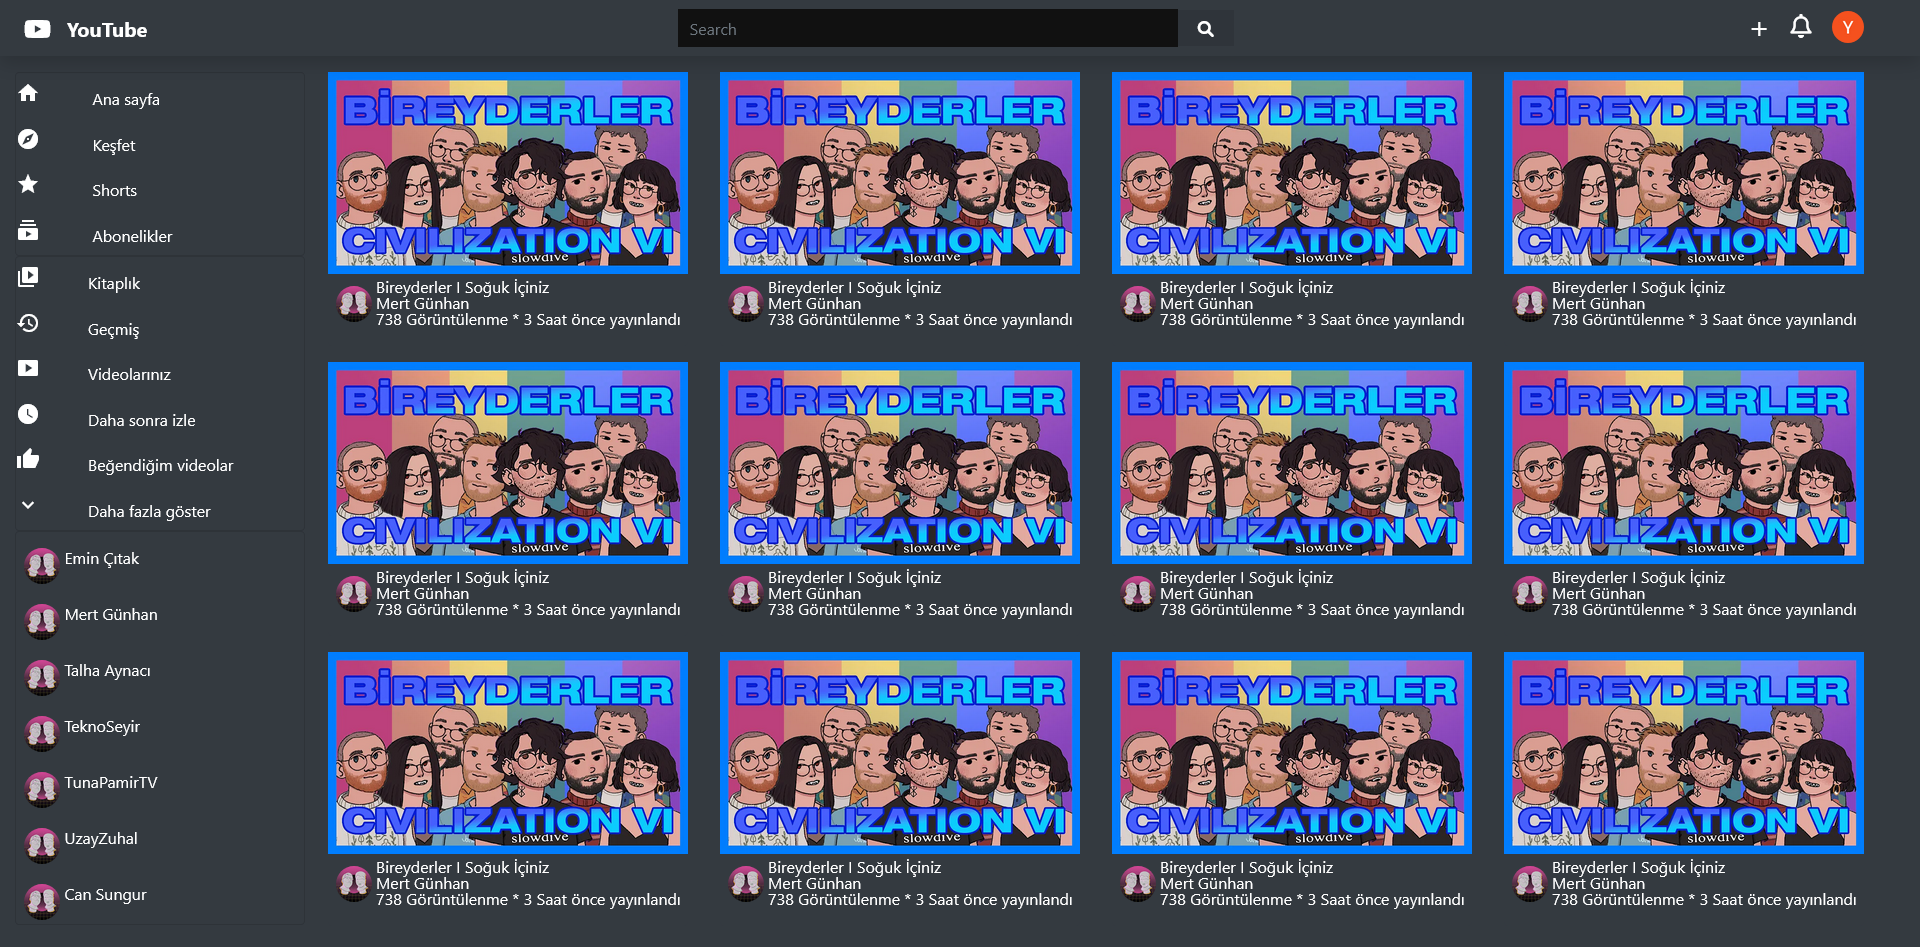 YouTube
Search
Y
Ana sayfa
Keşfet
Shorts
Abonelikler
Kitaplık
Geçmiş
Videolarınız
Daha sonra izle
Beğendiğim videolar
Daha fazla göster
Emin Çıtak
Mert Günhan
Talha Aynacı
TeknoSeyir
TunaPamirTV
UzayZuhal
Can Sungur
BİREYDERLER
CIVILIZATION VI
slowdive
Bireyderler I Soğuk İçiniz
Mert Günhan
738 Görüntülenme * 3 Saat önce yayınlandı
BİREYDERLER
CIVILIZATION VI
slowdive
Bireyderler I Soğuk İçiniz
Mert Günhan
738 Görüntülenme * 3 Saat önce yayınlandı
BİREYDERLER
CIVILIZATION VI
slowdive
Bireyderler I Soğuk İçiniz
Mert Günhan
738 Görüntülenme * 3 Saat önce yayınlandı
BİREYDERLER
CIVILIZATION VI
slowdive
Bireyderler I Soğuk İçiniz
Mert Günhan
738 Görüntülenme * 3 Saat önce yayınlandı
BİREYDERLER
CIVILIZATION VI
slowdive
Bireyderler I Soğuk İçiniz
Mert Günhan
738 Görüntülenme * 3 Saat önce yayınlandı
BİREYDERLER
CIVILIZATION VI
slowdive
Bireyderler I Soğuk İçiniz
Mert Günhan
738 Görüntülenme * 3 Saat önce yayınlandı
BİREYDERLER
CIVILIZATION VI
slowdive
Bireyderler I Soğuk İçiniz
Mert Günhan
738 Görüntülenme * 3 Saat önce yayınlandı
BİREYDERLER
CIVILIZATION VI
slowdive
Bireyderler I Soğuk İçiniz
Mert Günhan
738 Görüntülenme * 3 Saat önce yayınlandı
BİREYDERLER
CIVILIZATION VI
slowdive
Bireyderler I Soğuk İçiniz
Mert Günhan
738 Görüntülenme * 3 Saat önce yayınlandı
BİREYDERLER
CIVILIZATION VI
slowdive
Bireyderler I Soğuk İçiniz
Mert Günhan
738 Görüntülenme * 3 Saat önce yayınlandı
BİREYDERLER
CIVILIZATION VI
slowdive
Bireyderler I Soğuk İçiniz
Mert Günhan
738 Görüntülenme * 3 Saat önce yayınlandı
BİREYDERLER
CIVILIZATION VI
slowdive
Bireyderler I Soğuk İçiniz
Mert Günhan
738 Görüntülenme * 3 Saat önce yayınlandı